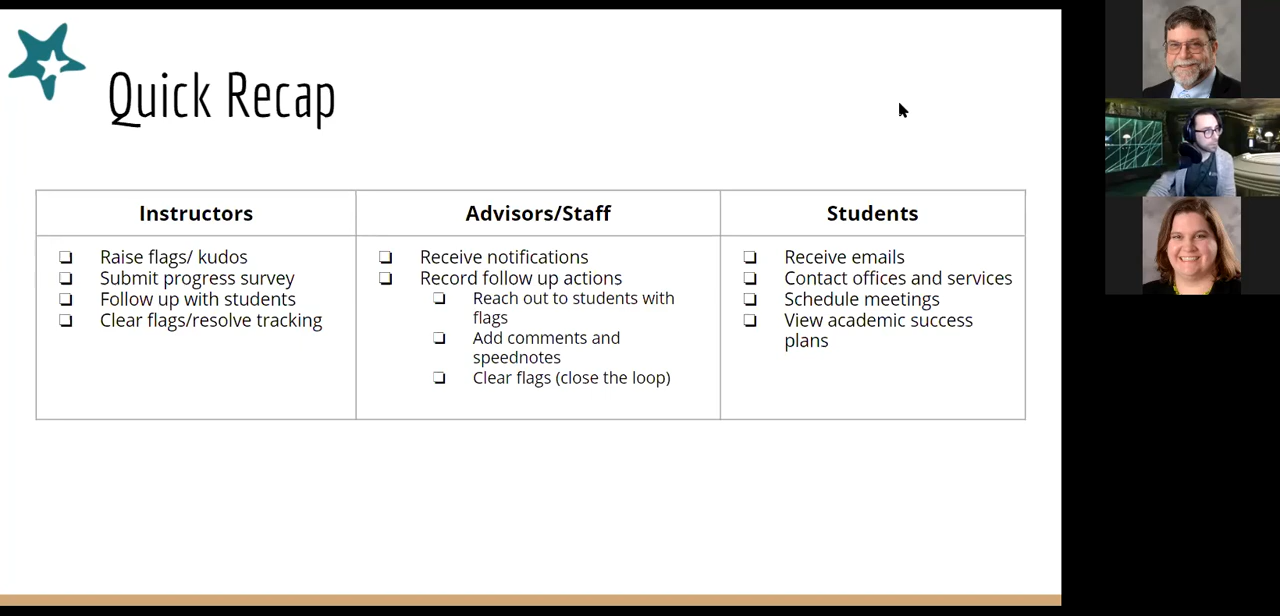 Quick Recap
Instructors
Raise flags/ kudos
Submit progress survey
Follow up with students
Clear flags/resolve tracking
Advisors/Staff
Receive notifications
Record follow up actions
Reach out to students with
flags
Add comments and
speednotes
Clear flags (close the loop)
Students
Receive emails
Contact offices and services
Schedule meetings
View academic success
plans